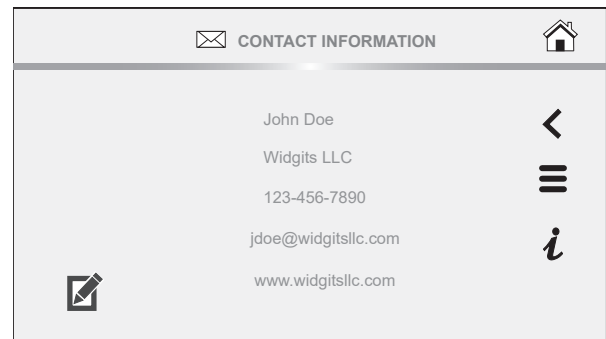 CONTACT INFORMATION
John Doe
Widgits LLC
123-456-7890
jdoe@widgitsllc.com
www.widgitsllc.com